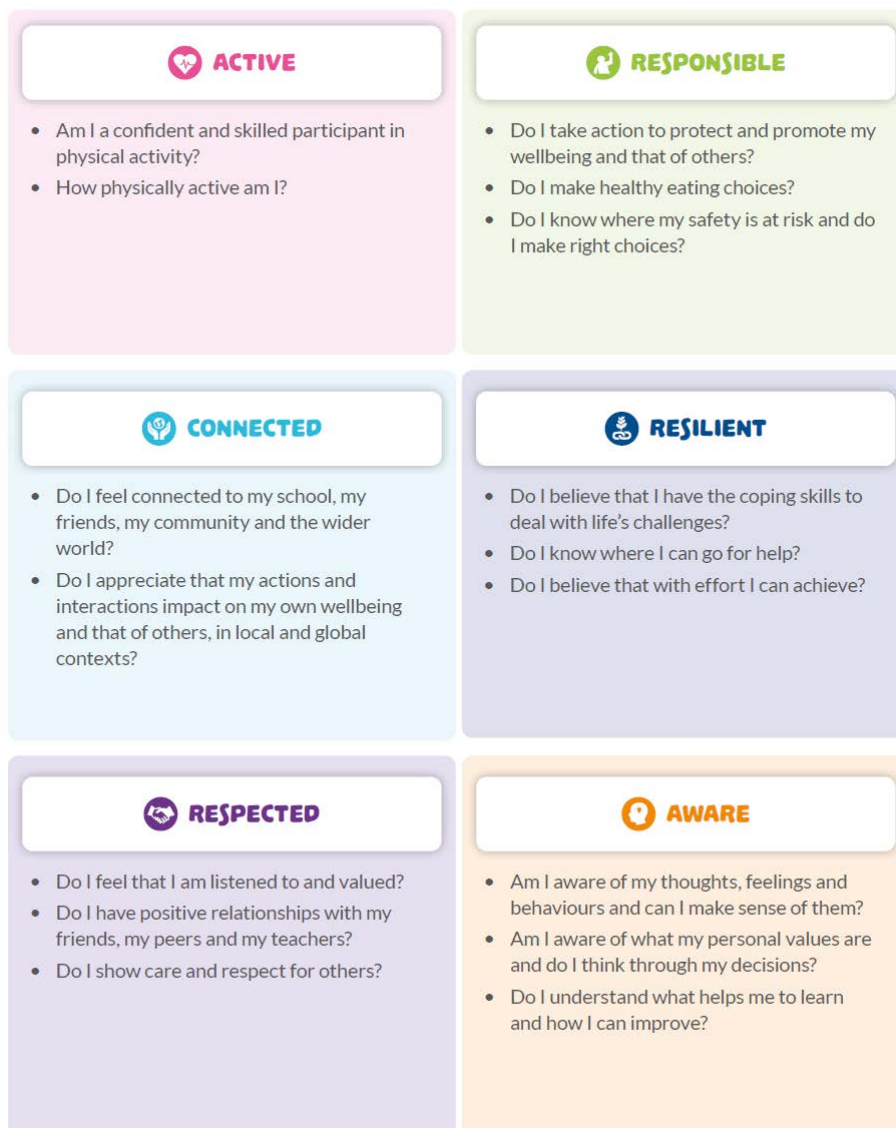 ACTIVE
• Am I a confident and skilled participant in
physical activity?
• How physically active am I?
RESPONSIBLE
• Do I take action to protect and promote my
wellbeing and that of others?
• Do I make healthy eating choices?
• Do I know where my safety is at risk and do
I make right choices?
CONNECTED
• Do I feel connected to my school, my
friends, my community and the wider
world?
• Do I appreciate that my actions and
interactions impact on my own wellbeing
and that of others, in local and global
contexts?
RESILIENT
• Do I believe that I have the coping skills to
deal with life’s challenges?
• Do I know where I can go for help?
• Do I believe that with effort I can achieve?
RESPECTED
• Do I feel that I am listened to and valued?
• Do I have positive relationships with my
friends, my peers and my teachers?
• Do I show care and respect for others?
AWARE
• Am I aware of my thoughts, feelings and
behaviours and can I make sense of them?
• Am I aware of what my personal values are
and do I think through my decisions?
• Do I understand what helps me to learn
and how I can improve?